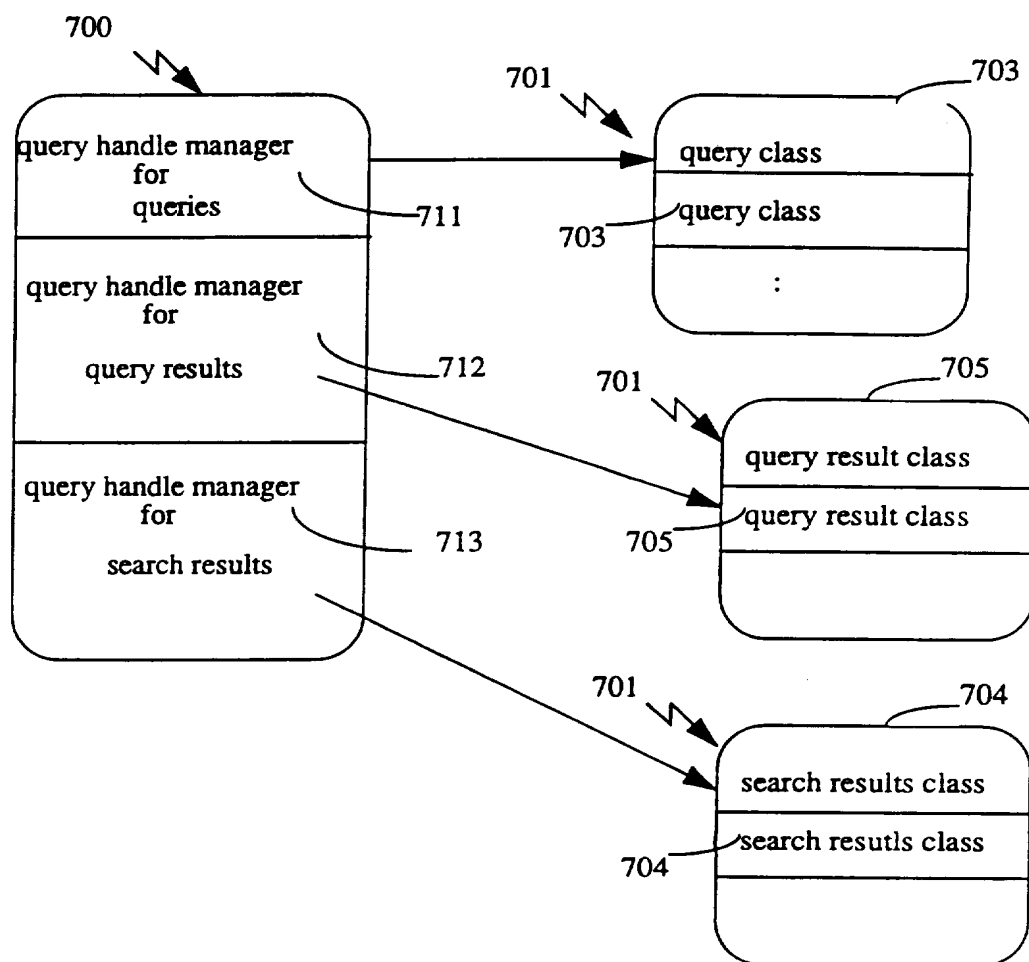 700
query handle manager
for
queries
711
query handle manager
for
query results
712
query handle manager
for
search results
713
701
703
query class
query class
703
:
701
705
query result class
query result class
705
701
704
search results class
search resutls class
704